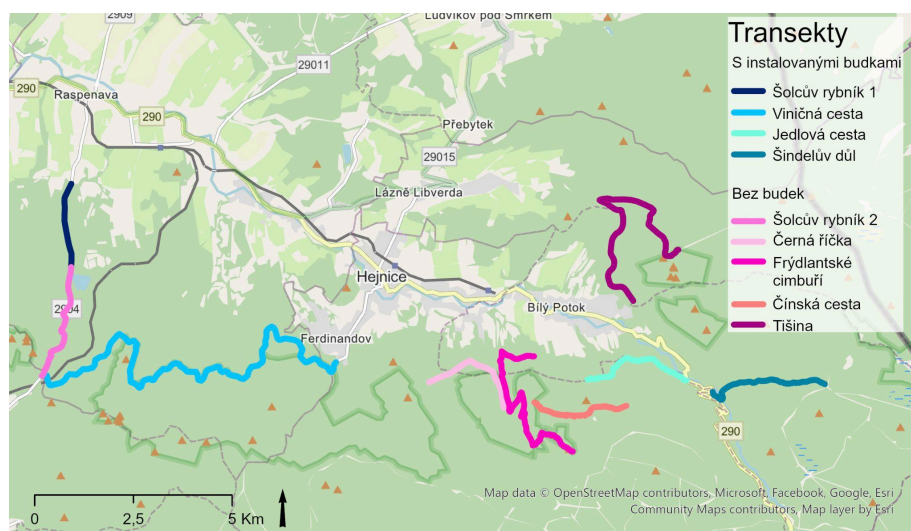 2909
Ludvíkov pod Smrkem
290
29011
Raspenava
290
Přebytek
29015
Lázně Libverda
2904
Hejnice
Bílý Potok
Ferdinandov
290
Transekty
S instalovanými budkami
Šolcův rybník 1
Viničná cesta
Jedlová cesta
Šindelův důl
Bez budek
Šolcův rybník 2
Černá říčka
Frýdlantské
cimbuří
Čínská cesta
Tišina
0 2,5 5 Km
Map data © OpenStreetMap contributors, Microsoft, Facebook, Google, Esri
Community Maps contributors, Map layer by Esri